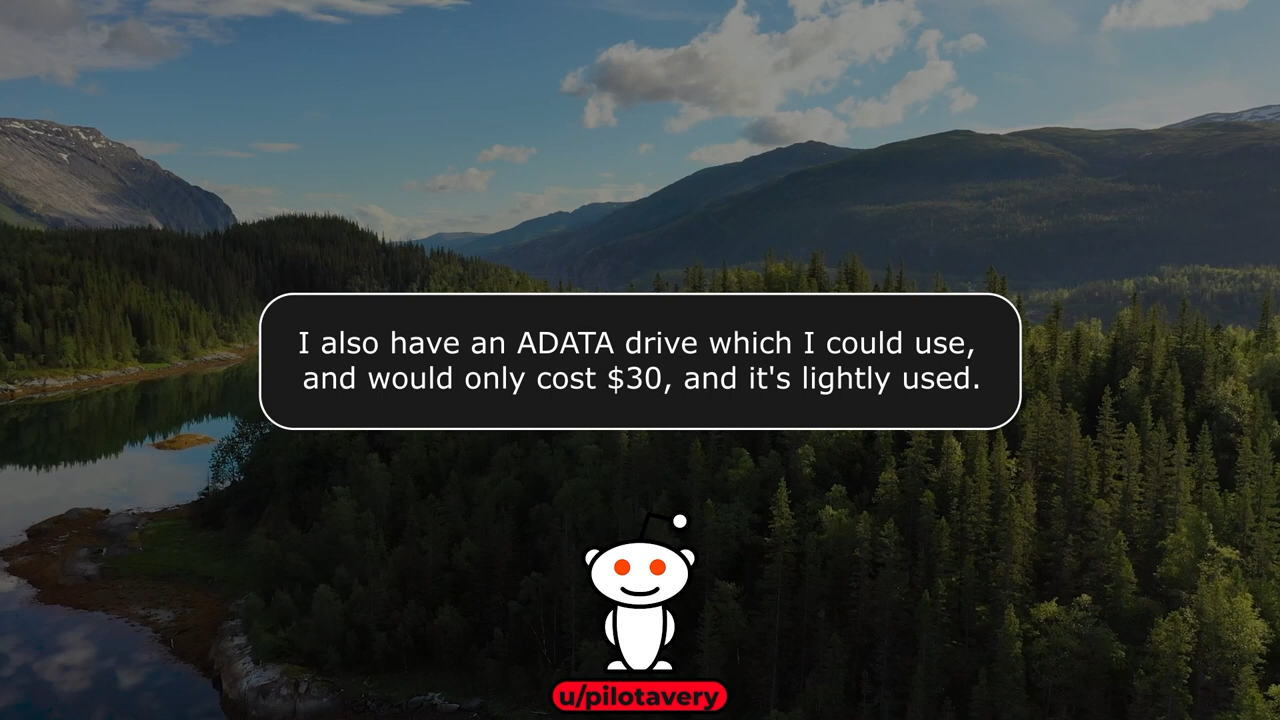 I also have an ADATA drive which I could use,
and would only cost $30, and it's lightly used.
u/pilotavery